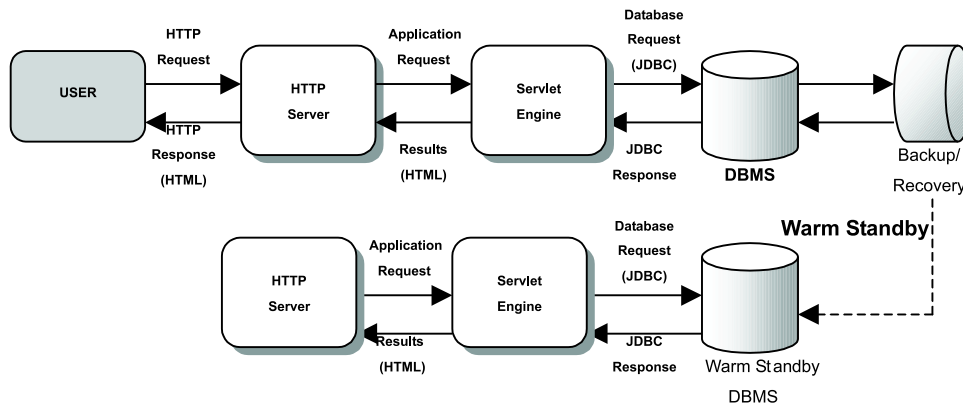 HTTP
Request
USER
HTTP
Response
(HTML)
HTTP
Server
Application
Request
Results
(HTML)
Servlet
Engine
Database
Request
(JDBC)
JDBC
Response
DBMS
Backup/
Recovery
Warm Standby
HTTP
Server
Application
Request
Results
(HTML)
Servlet
Engine
Database
Request
(JDBC)
JDBC
Response
Warm Standby
DBMS